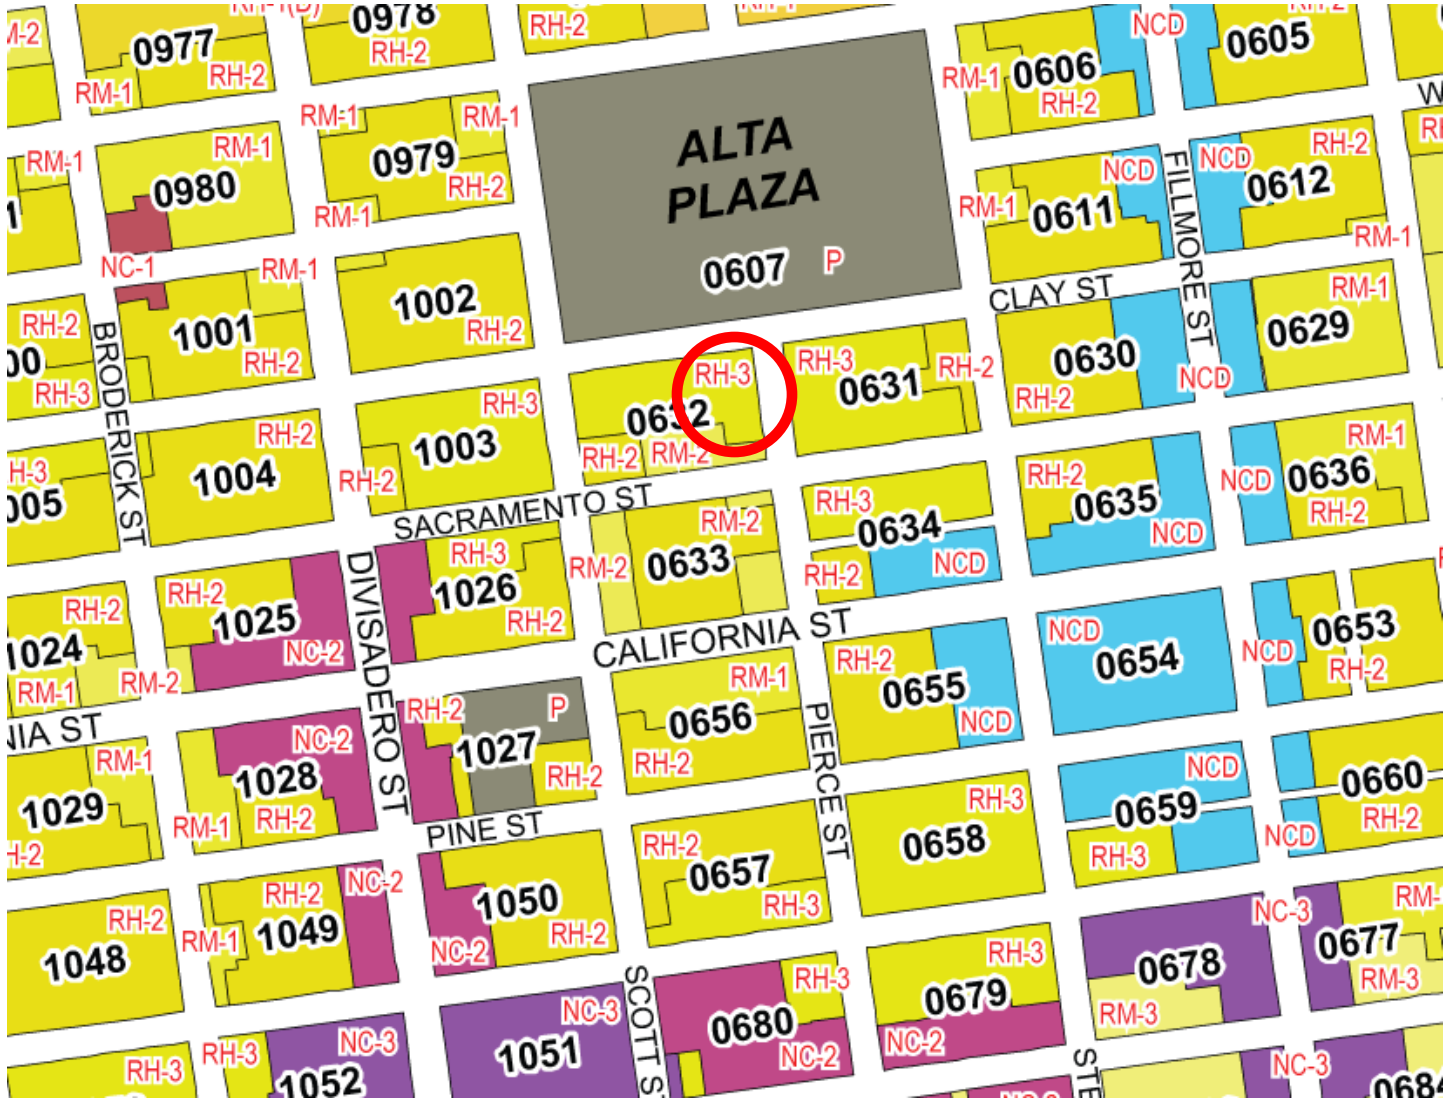 RH-1(D)
0978
RH-2
RH-2
NCD
RH-2
0605
M-2
0977
RH-2
RM-1
RM-1
0606
RH-2
RM-1
RM-1
0979
RH-2
RM-1
ALTA
PLAZA
0607
P
RM-1
RM-1
0980
NC-1
NCD
NCD
RH-2
0612
RM-1
0611
FILLMORE ST
RM-1
CLAY ST
RM-1
1001
RH-2
1002
RH-2
RH-2
RH-3
BRODERICK ST
RM-1
0629
0630
RH-2
NCD
RH-3
0632
RH-2
RM-2
RH-3
0631
RH-2
RH-3
1003
RH-2
RH-2
1004
H-3
005
SACRAMENTO ST
RH-3
0634
RH-2
NCD
RH-2
0635
NCD
NCD
RM-1
0636
RH-2
RM-2
0633
RM-2
RH-3
1026
RH-2
DIVISADERO ST
RH-2
1025
NC-2
RH-2
1024
RM-1
RM-2
CALIFORNIA ST
NIA ST
NCD
0654
NCD
0653
RH-2
RH-2
0655
NCD
RM-1
0656
RH-2
PIERCE ST
RH-2
P
1027
RH-2
NC-2
1028
RM-1
RH-2
RM-1
1029
H-2
PINE ST
NCD
0659
RH-3
NCD
0660
RH-2
RH-3
0658
RH-2
0657
RH-3
NC-2
1050
NC-2
RH-2
RH-2
RM-1
1049
RH-2
1048
NC-3
0678
RM-3
0677
RM-3
RH-3
0679
NC-2
RH-3
0680
NC-2
SCOTT ST
NC-3
1051
NC-3
1052
RH-3
RH-3
NC-3
0684